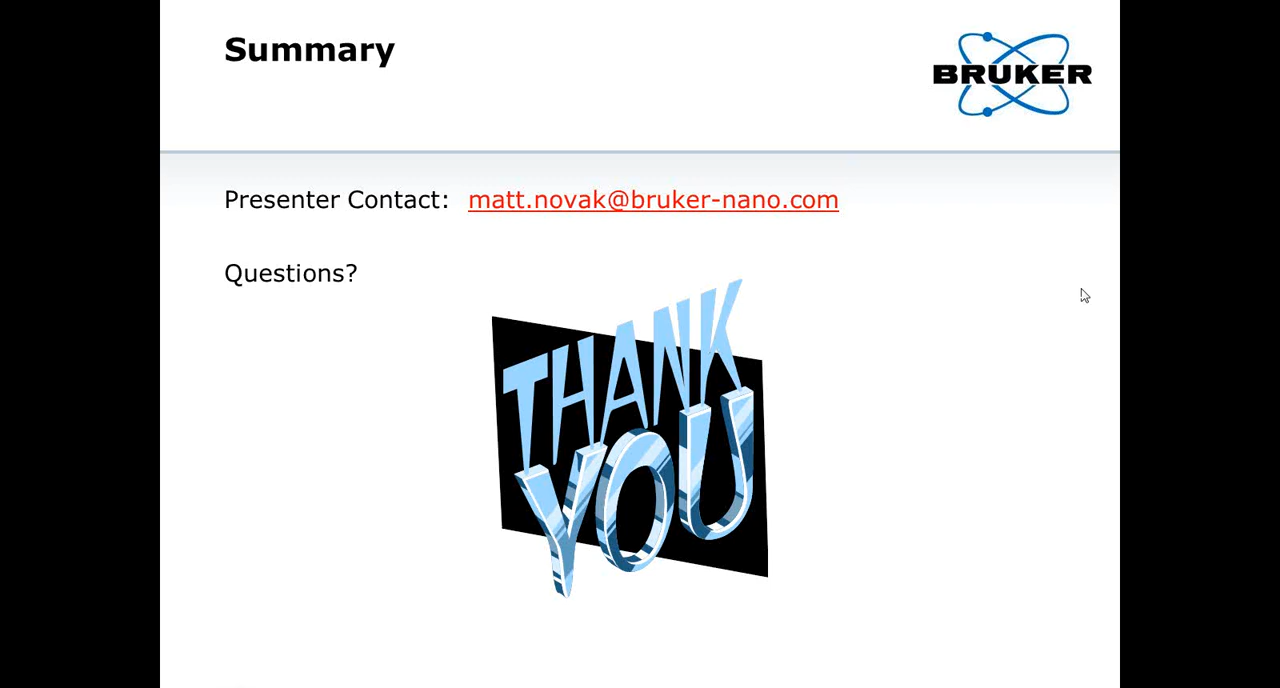 Summary
BRUKER
Presenter Contact: matt.novak@bruker-nano.com
Questions?
THANK
YOU